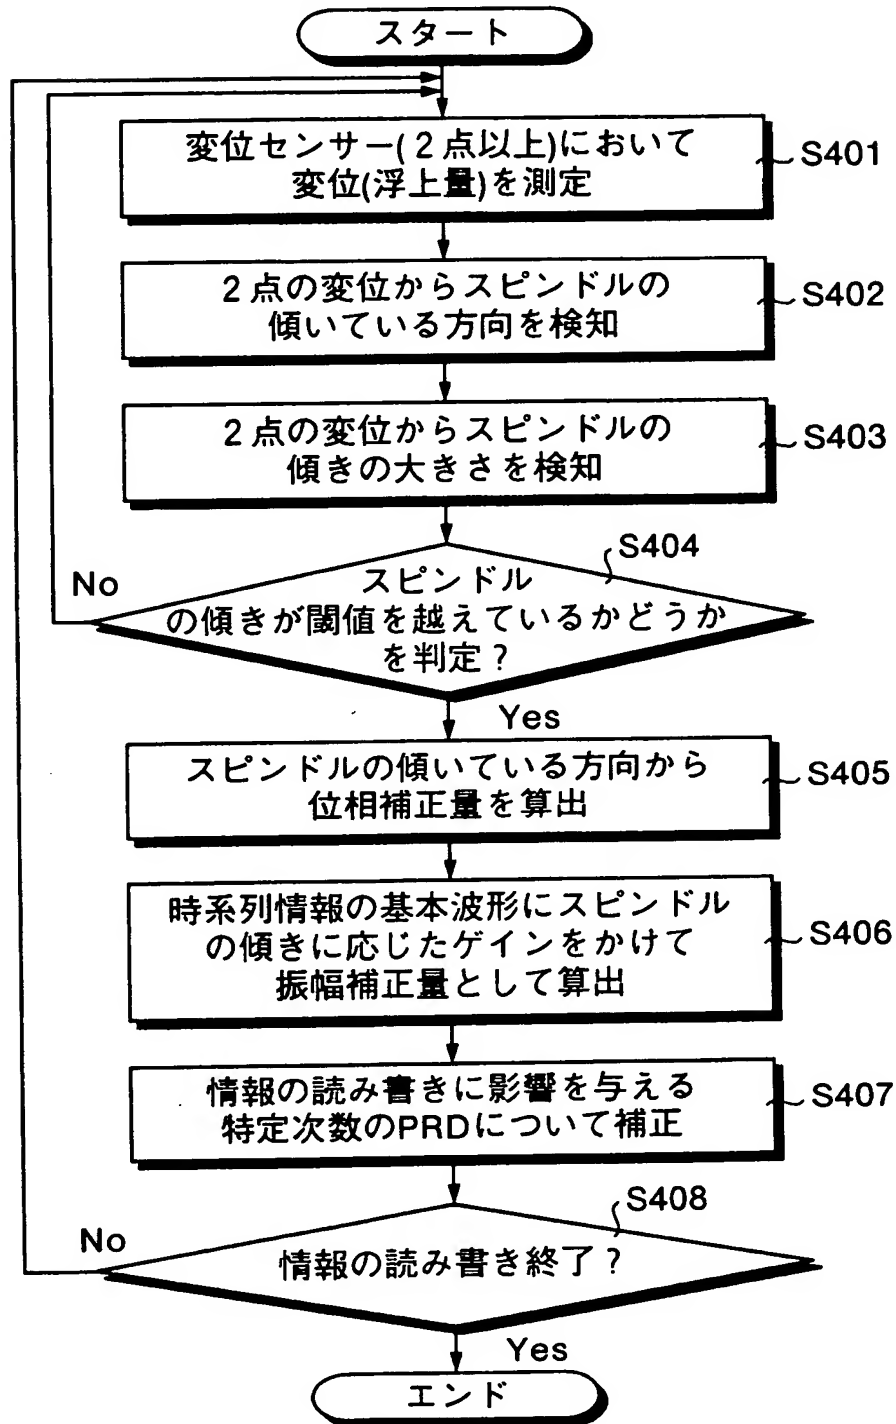 スタート
変位センサー(2点以上)において
変位(浮上量)を測定
S401
2点の変位からスピンドルの
傾いている方向を検知
S402
2点の変位からスピンドルの
傾きの大きさを検知
S403
S404
No
スピンドル
の傾きが閾値を越えているかどうか
を判定?
Yes
スピンドルの傾いている方向から
位相補正量を算出
S405
時系列情報の基本波形にスピンドル
の傾きに応じたゲインをかけて
振幅補正量として算出
S406
情報の読み書きに影響を与える
特定次数のPRDについて補正
S407
S408
No
情報の読み書き終了?
Yes
エンド